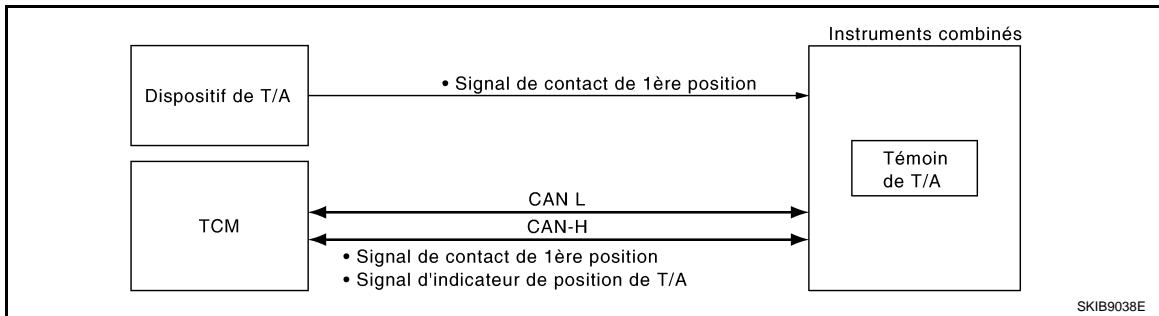 Instruments combinés
Dispositif de T/A
• Signal de contact de 1ère position
Témoin
de T/A
TCM
CAN L
CAN-H
• Signal de contact de 1ère position
• Signal d'indicateur de position de T/A
SKIB9038E